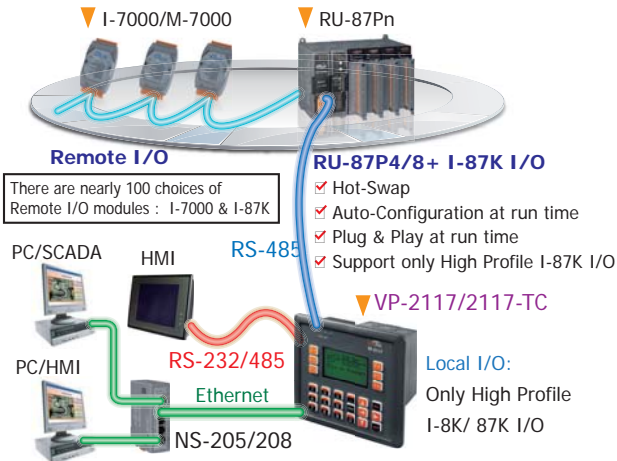 I-7000/M-7000
RU-87Pn
Remote I/O
There are nearly 100 choices of
Remote I/O modules : I-7000 & I-87K
RU-87P4/8+ I-87K I/O
Hot-Swap
Auto-Configuration at run time
Plug & Play at run time
Support only High Profile I-87K I/O
RS-485
PC/SCADA
HMI
VP-2117/2117-TC
RS-232/485
PC/HMI
Ethernet
NS-205/208
Local I/O:
Only High Profile
I-8K/ 87K I/O